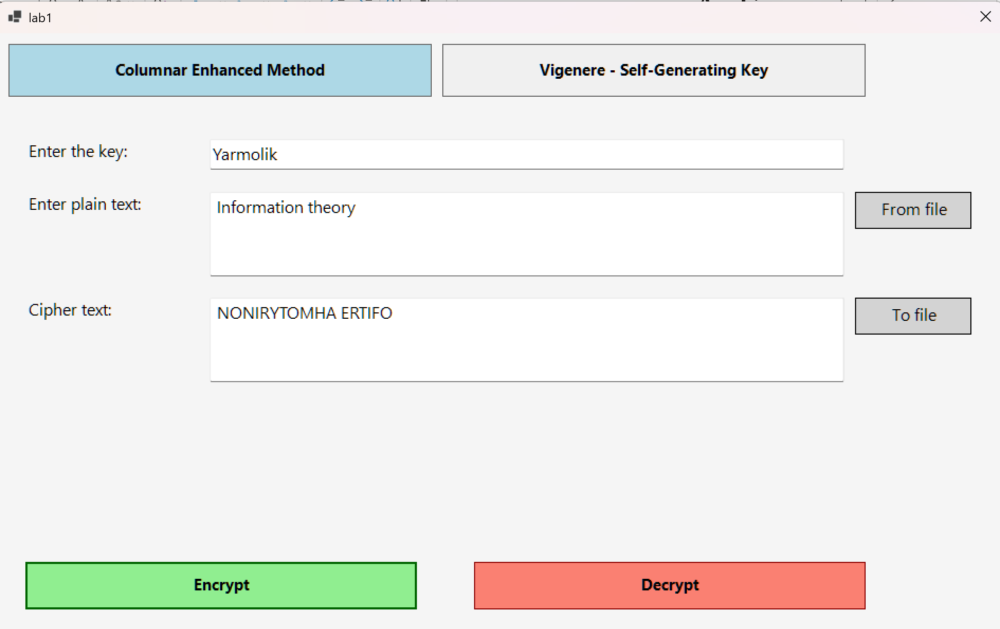 lab1
Columnar Enhanced Method
Vigenere - Self-Generating Key
Enter the key:
Yarmolik
Enter plain text:
Information theory
From file
Cipher text:
NONIRYTOMHA ERTIFO
To file
Encrypt
Decrypt